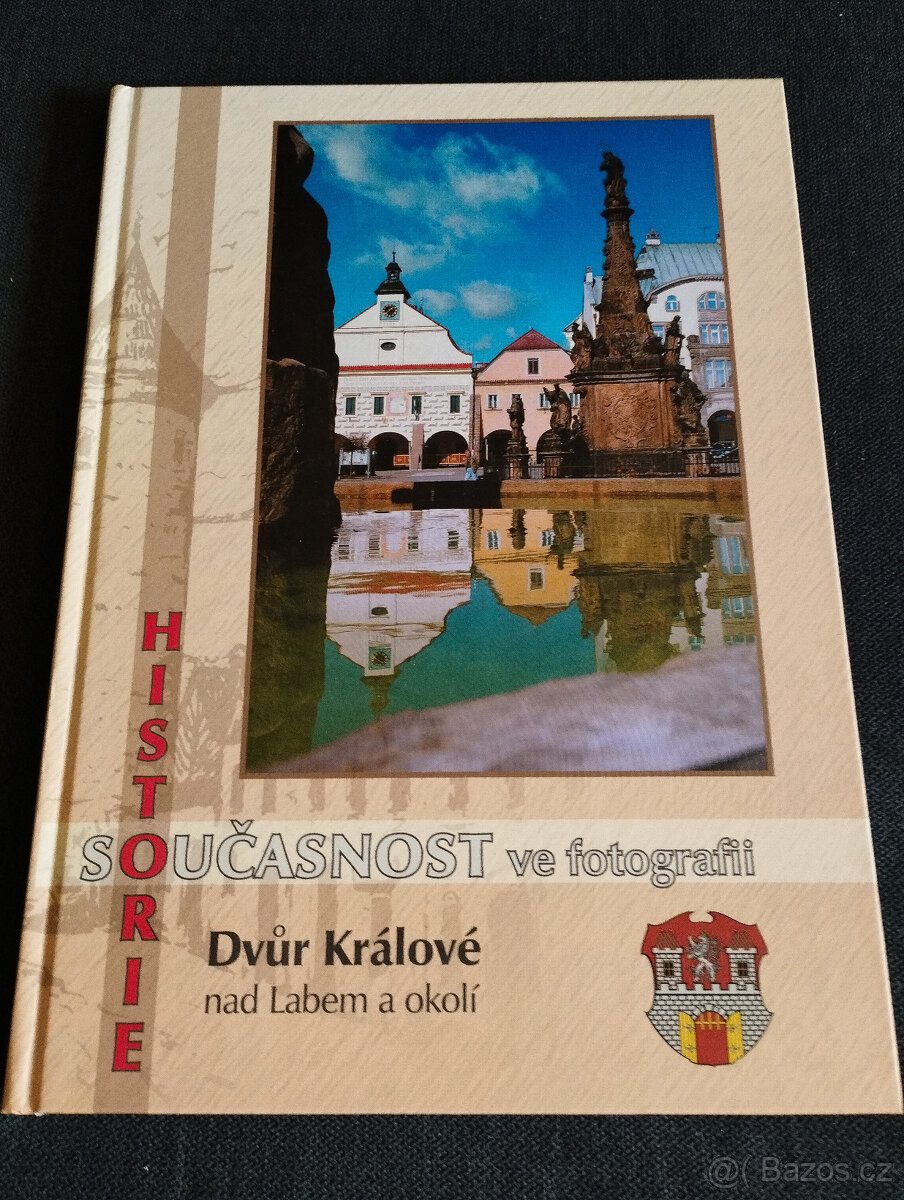 HISTORIE
SOUČASNOST ve fotografii
Dvůr Králové
nad Labem a okolí
@( Bazos.cz